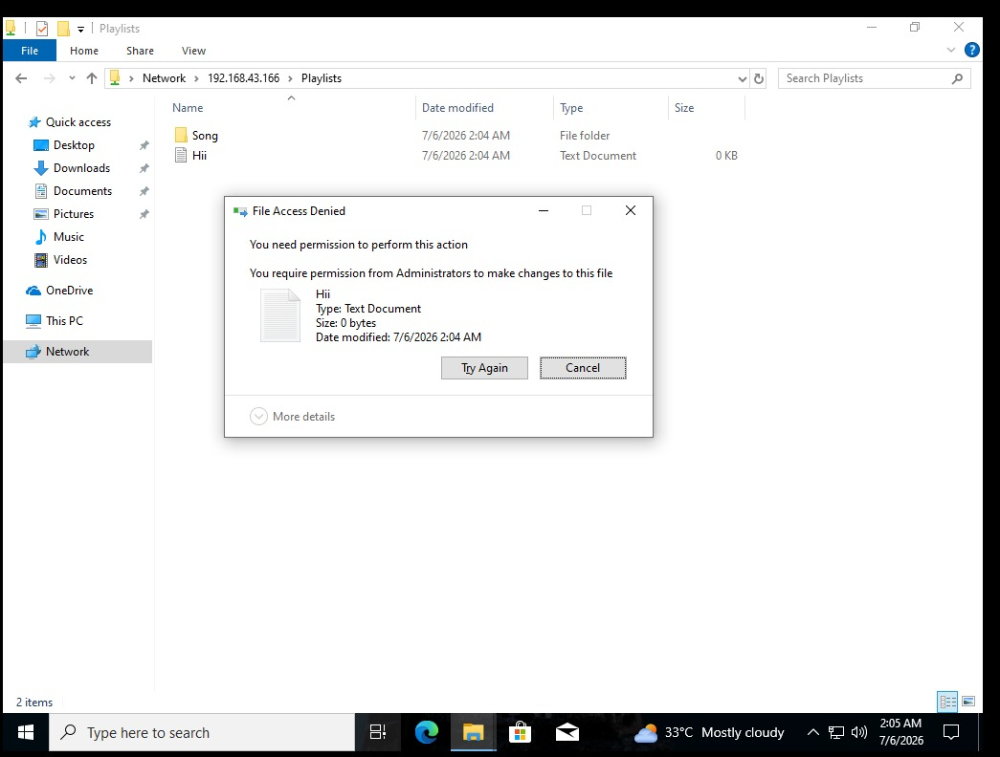 Playlists
File
Home
Share
View
Network
192.168.43.166
Playlists
Search Playlists
Name
Date modified
Type
Size
Quick access
Desktop
Downloads
Documents
Pictures
Music
Videos
OneDrive
This PC
Network
Song
7/6/2026 2:04 AM
File folder
Hii
7/6/2026 2:04 AM
Text Document
0 KB
File Access Denied
You need permission to perform this action
You require permission from Administrators to make changes to this file
Hii
Type: Text Document
Size: 0 bytes
Date modified: 7/6/2026 2:04 AM
Try Again
Cancel
More details
2 items
Type here to search
33°C Mostly cloudy
2:05 AM
7/6/2026